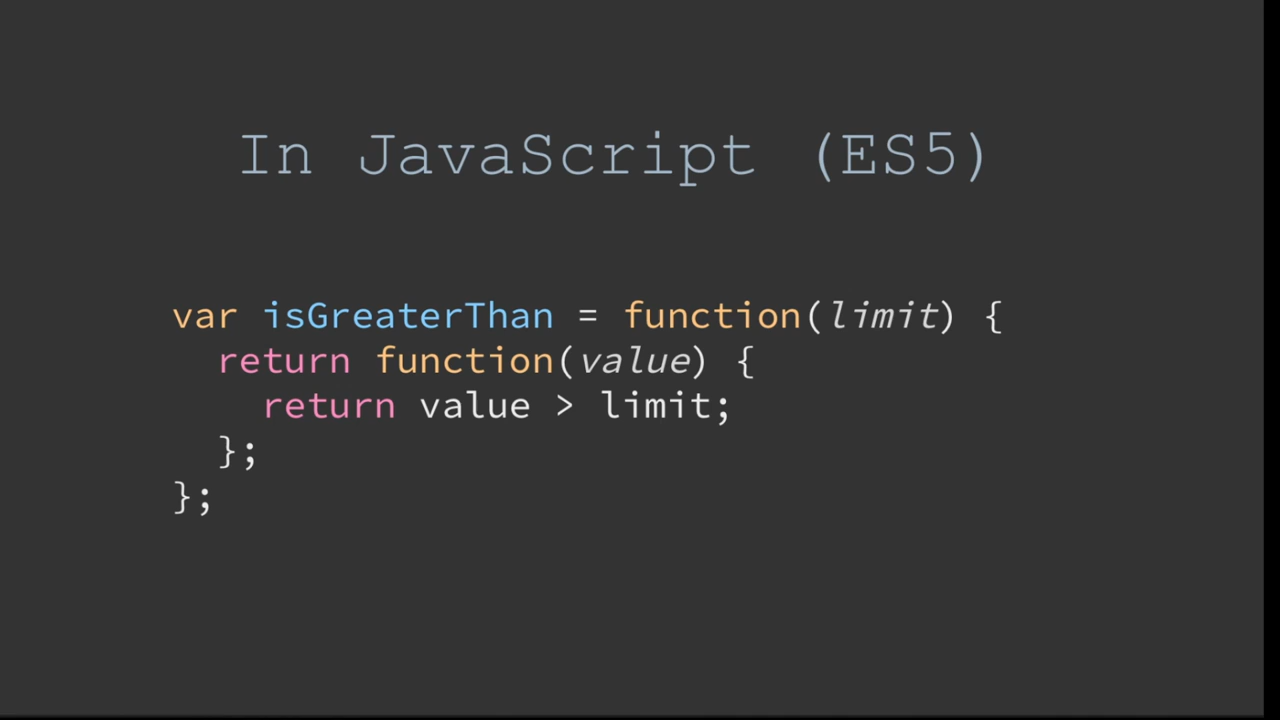 In JavaScript (ES5)
var isGreaterThan = function(limit) {
  return function(value) {
    return value > limit;
  };
};